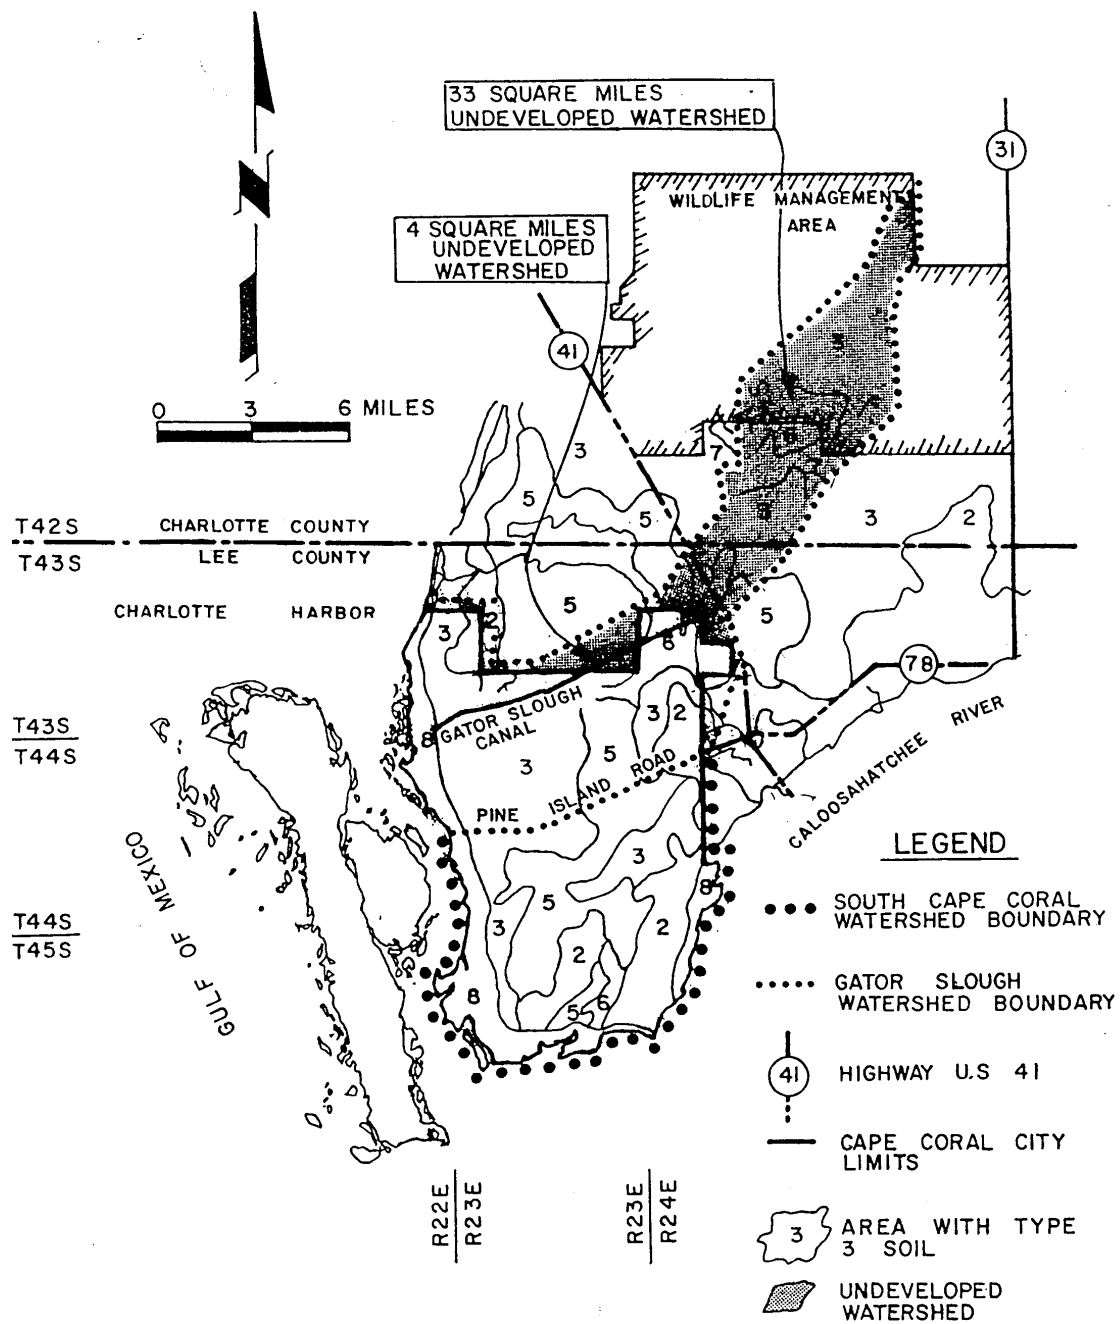 33 SQUARE MILES
UNDEVELOPED WATERSHED
31
WILDLIFE MANAGEMENT
AREA
4 SQUARE MILES
UNDEVELOPED
WATERSHED
41
0 3 6 MILES
3
7
5
5
3
2
T42S
CHARLOTTE COUNTY
T43S
LEE COUNTY
CHARLOTTE HARBOR
3
2
5
6
5
78
GATOR SLOUGH
CANAL
8
3
2
T43S
T44S
3
5
PINE ISLAND ROAD
CALOOSAHATCHEE RIVER
GULF OF MEXICO
3
8
5
3
2
2
T44S
T45S
8
5
6
LEGEND
SOUTH CAPE CORAL
WATERSHED BOUNDARY
GATOR SLOUGH
WATERSHED BOUNDARY
41
HIGHWAY U.S 41
CAPE CORAL CITY
LIMITS
3
AREA WITH TYPE
3 SOIL
UNDEVELOPED
WATERSHED
R22E
R23E
R23E
R24E